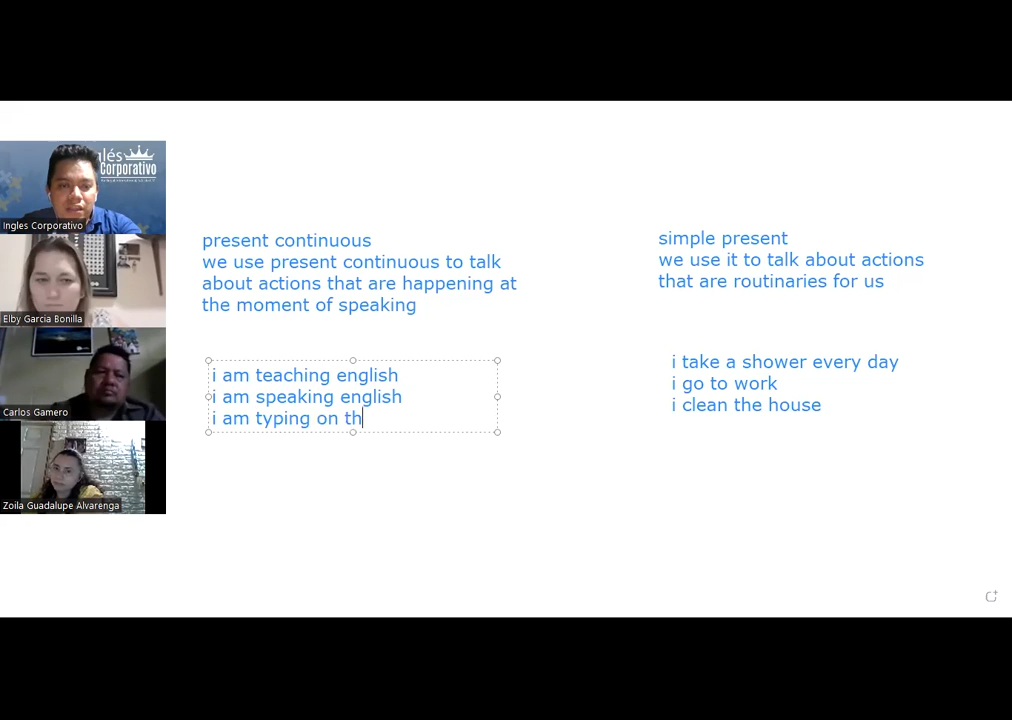 lés
Corporativo
Ingles Corporativo
Elby Garcia Bonilla
Carlos Gamero
Zoila Guadalupe Alvarenga
present continuous
we use present continuous to talk
about actions that are happening at
the moment of speaking
i am teaching english
i am speaking english
i am typing on th
simple present
we use it to talk about actions
that are routinaries for us
i take a shower every day
i go to work
i clean the house